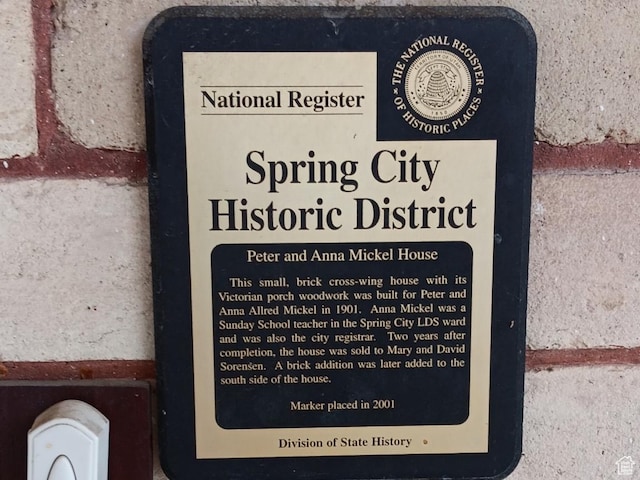 THE NATIONAL REGISTER
OF HISTORIC PLACES
1850
National Register
Spring City
Historic District
Peter and Anna Mickel House
This small, brick cross-wing house with its
Victorian porch woodwork was built for Peter and
Anna Allred Mickel in 1901. Anna Mickel was a
Sunday School teacher in the Spring City LDS ward
and was also the city registrar. Two years after
completion, the house was sold to Mary and David
Sorensen. A brick addition was later added to the
south side of the house.
Marker placed in 2001
Division of State History